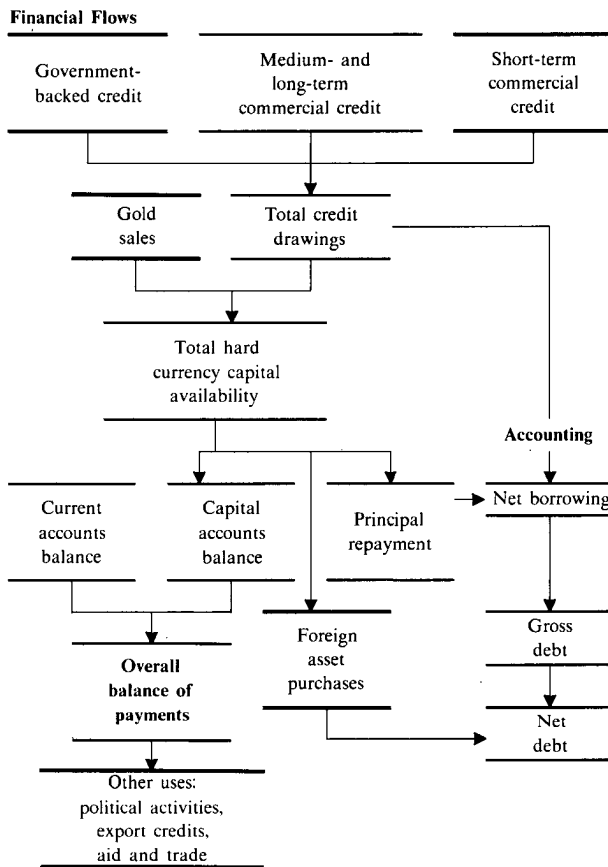 Financial Flows
Government-
backed credit
Medium- and
long-term
commercial credit
Short-term
commercial
credit
Gold
sales
Total credit
drawings
Total hard
currency capital
availability
Accounting
Current
accounts
balance
Capital
accounts
balance
Principal
repayment
Net borrowing
Overall
balance of
payments
Foreign
asset
purchases
Gross
debt
Net
debt
Other uses:
political activities,
export credits,
aid and trade